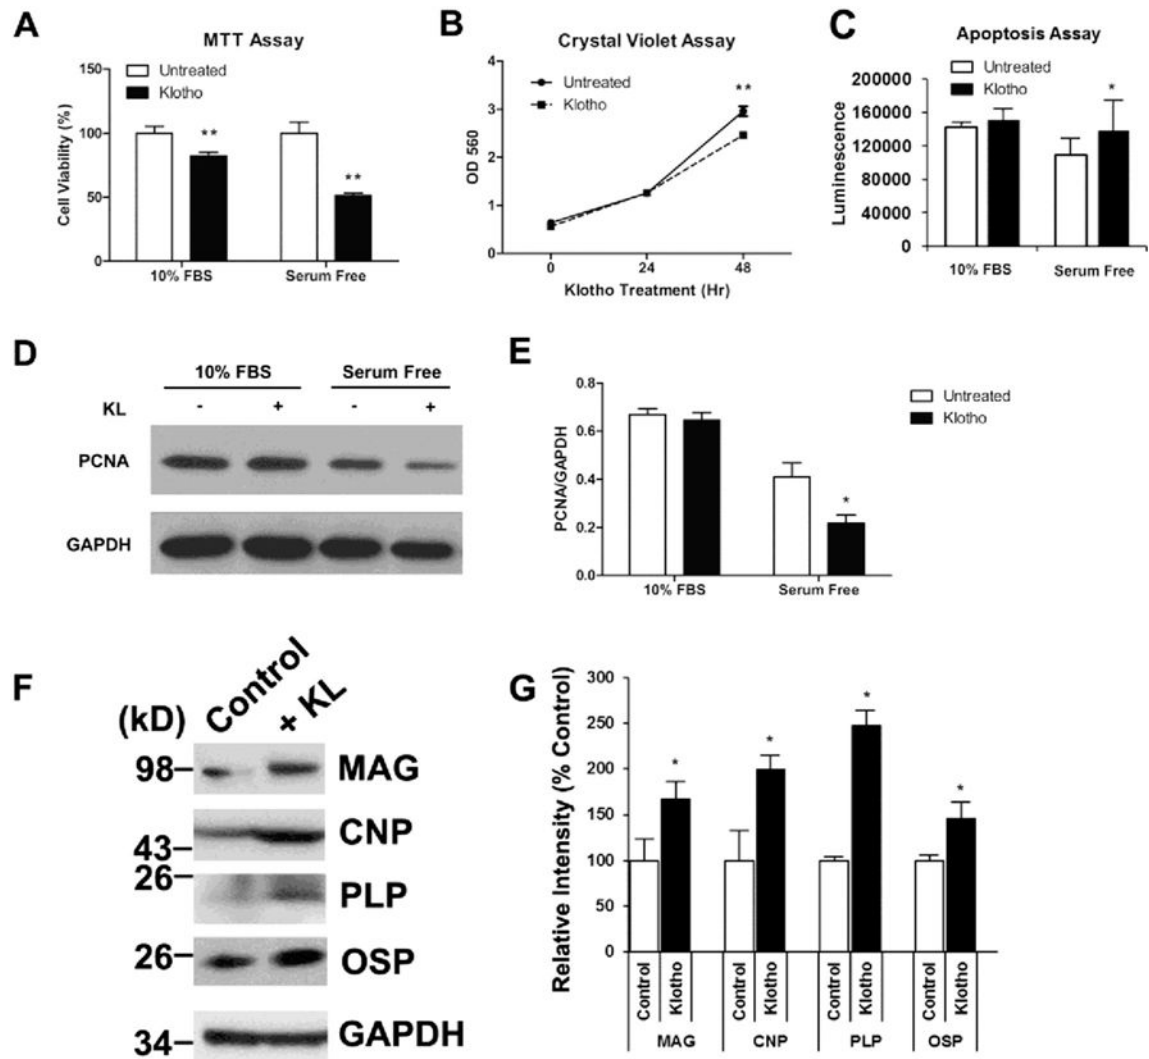 A
MTT Assay
Untreated
Klotho
Cell Viability (%)
150
100
50
0
**
**
10% FBS
Serum Free
B
Crystal Violet Assay
Untreated
Klotho
OD 560
4
3
2
1
0
**
0
24
48
Klotho Treatment (Hr)
C
Apoptosis Assay
Untreated
Klotho
Luminescence
200000
160000
120000
80000
40000
0
*
10% FBS
Serum Free
D
10% FBS
Serum Free
KL
- + - +
PCNA
GAPDH
E
Untreated
Klotho
PCNA/GAPDH
0.8
0.6
0.4
0.2
0.0
*
10% FBS
Serum Free
F
(kD)
Control
+ KL
98
MAG
CNP
43
26
PLP
26
OSP
34
GAPDH
G
Relative Intensity (% Control)
300
250
200
150
100
50
0
*
*
*
*
Control
Klotho
Control
Klotho
Control
Klotho
Control
Klotho
MAG
CNP
PLP
OSP